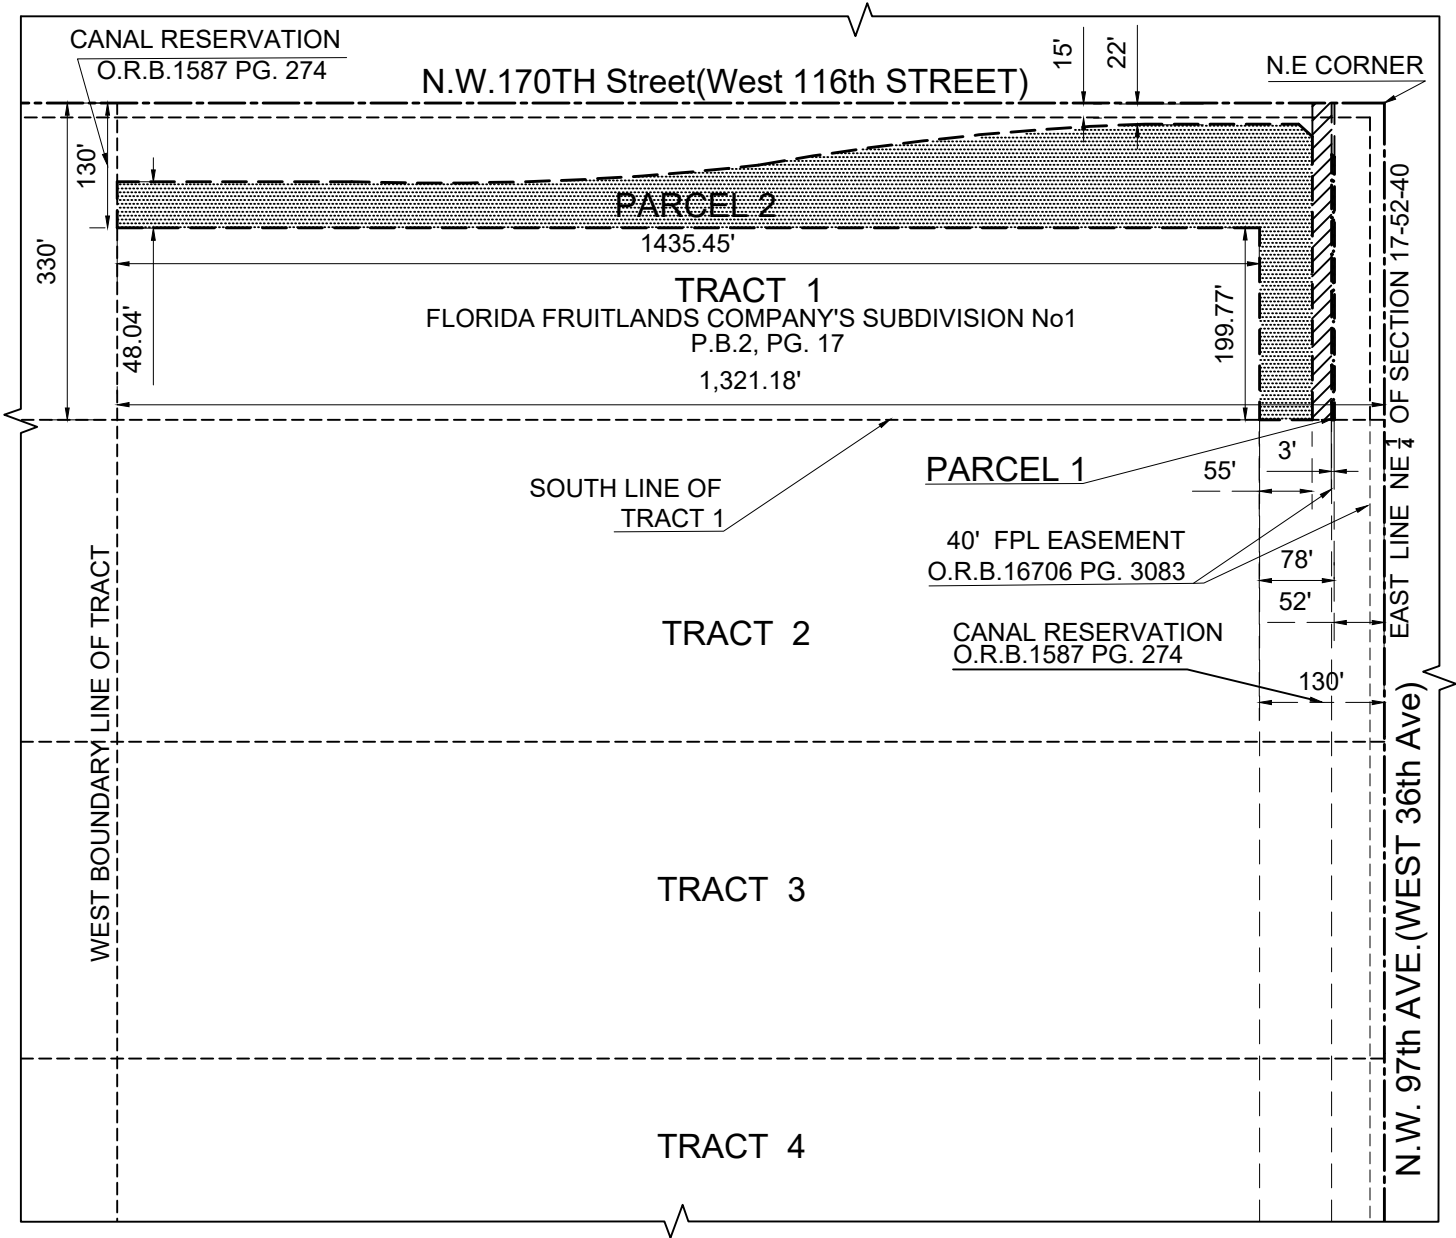 CANAL RESERVATION
O.R.B.1587 PG. 274
N.W.170TH Street(West 116th STREET)
15'
22'
N.E CORNER
130'
330'
48.04'
PARCEL 2
1435.45'
TRACT 1
FLORIDA FRUITLANDS COMPANY'S SUBDIVISION No1
P.B.2, PG. 17
1,321.18'
199.77'
EAST LINE NE 1/4 OF SECTION 17-52-40
SOUTH LINE OF
TRACT 1
PARCEL 1
3'
55'
40' FPL EASEMENT
O.R.B.16706 PG. 3083
78'
52'
CANAL RESERVATION
O.R.B.1587 PG. 274
130'
TRACT 2
WEST BOUNDARY LINE OF TRACT
TRACT 3
N.W. 97th AVE.(WEST 36th Ave)
TRACT 4